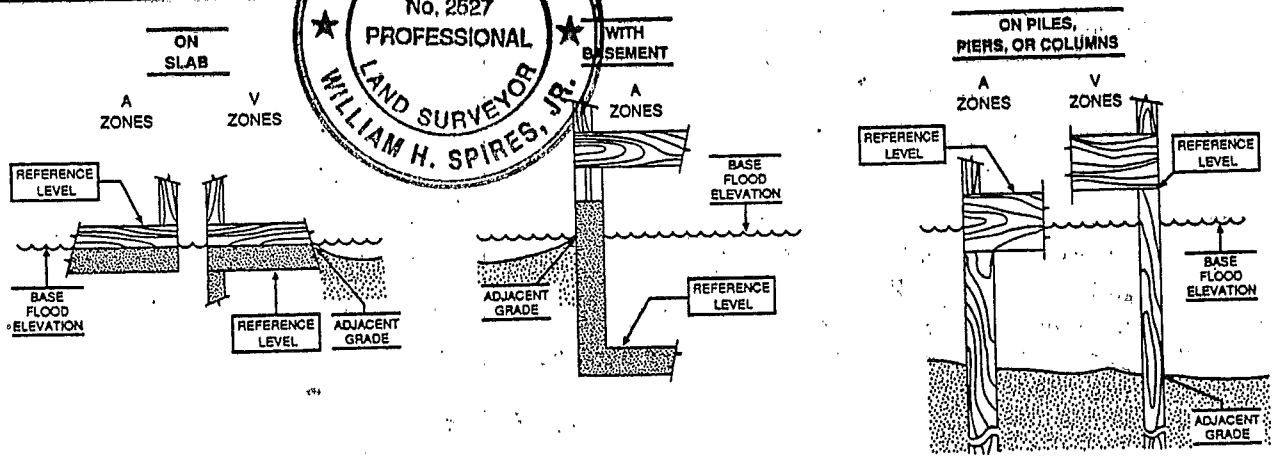 ON
SLAB
A
ZONES
V
ZONES
REFERENCE
LEVEL
BASE
FLOOD
ELEVATION
REFERENCE
LEVEL
ADJACENT
GRADE
No. 2527
PROFESSIONAL
LAND SURVEYOR
WILLIAM H. SPIRES, JR.
WITH
BASEMENT
A
ZONES
BASE
FLOOD
ELEVATION
ADJACENT
GRADE
REFERENCE
LEVEL
ON PILES,
PIERS, OR COLUMNS
A
ZONES
V
ZONES
REFERENCE
LEVEL
REFERENCE
LEVEL
BASE
FLOOD
ELEVATION
ADJACENT
GRADE